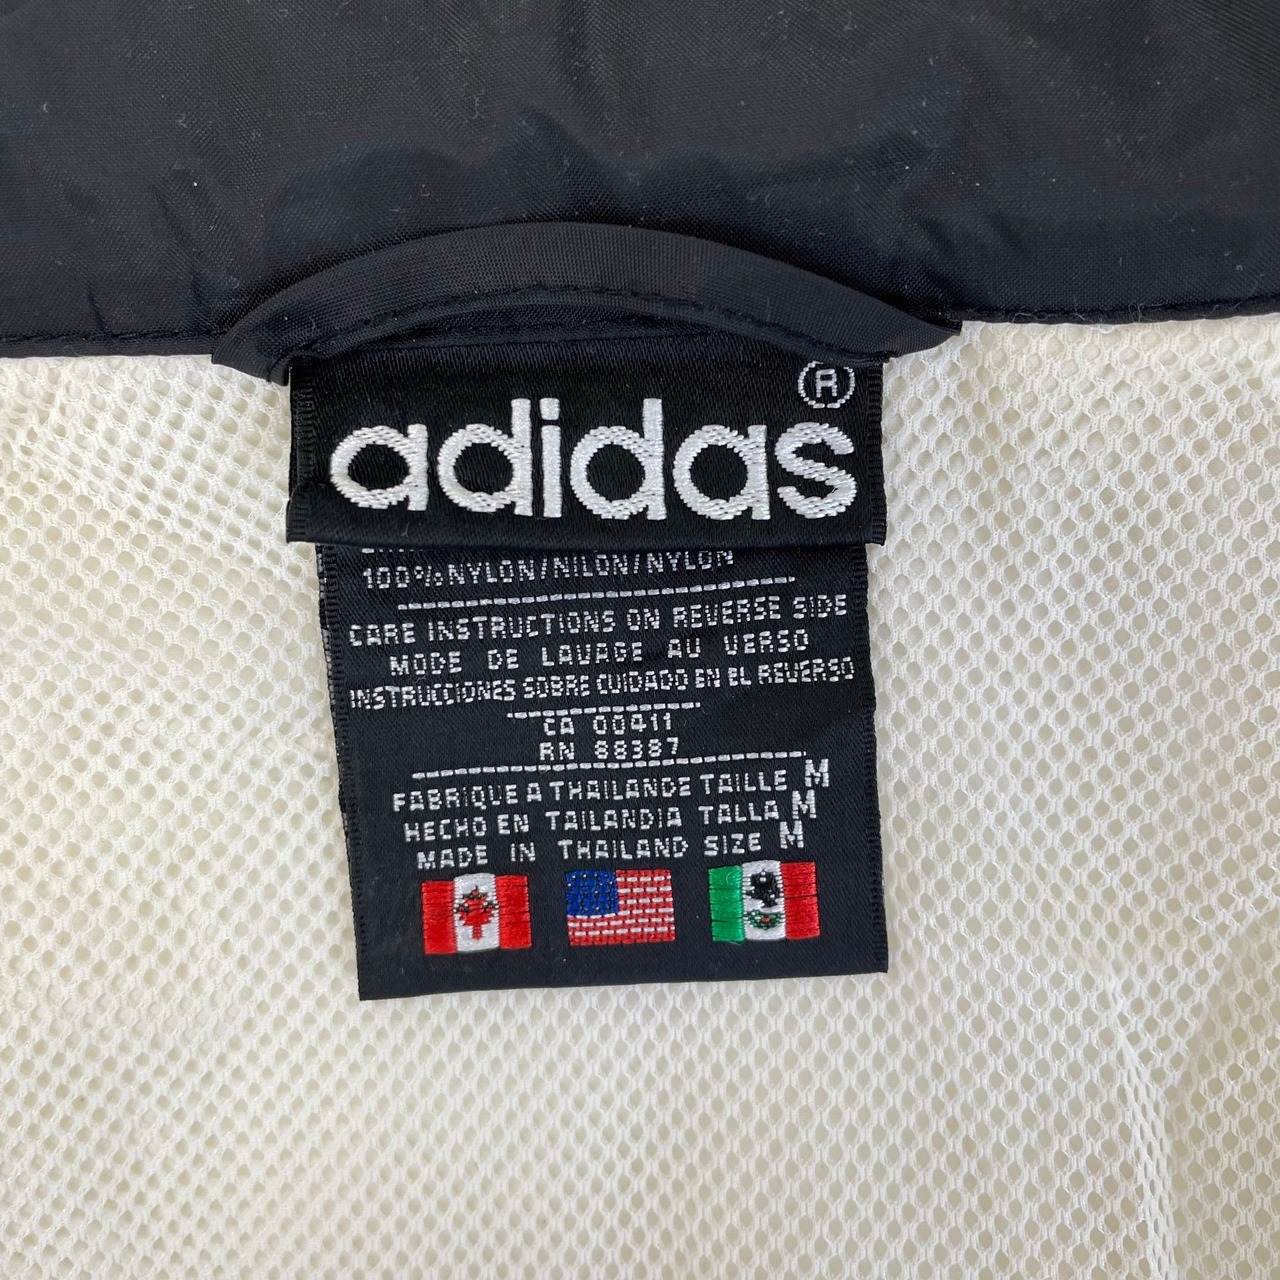 adidas®
100% NYLON/NILON/NYLON
CARE INSTRUCTIONS ON REVERSE SIDE
MODE DE LAVAGE AU VERSO
INSTRUCCIONES SOBRE CUIDADO EN EL REVERSO
CA 00411
RN 88387
FABRIQUE A THAILANDE TAILLE M
HECHO EN TAILANDIA TALLA M
MADE IN THAILAND SIZE M